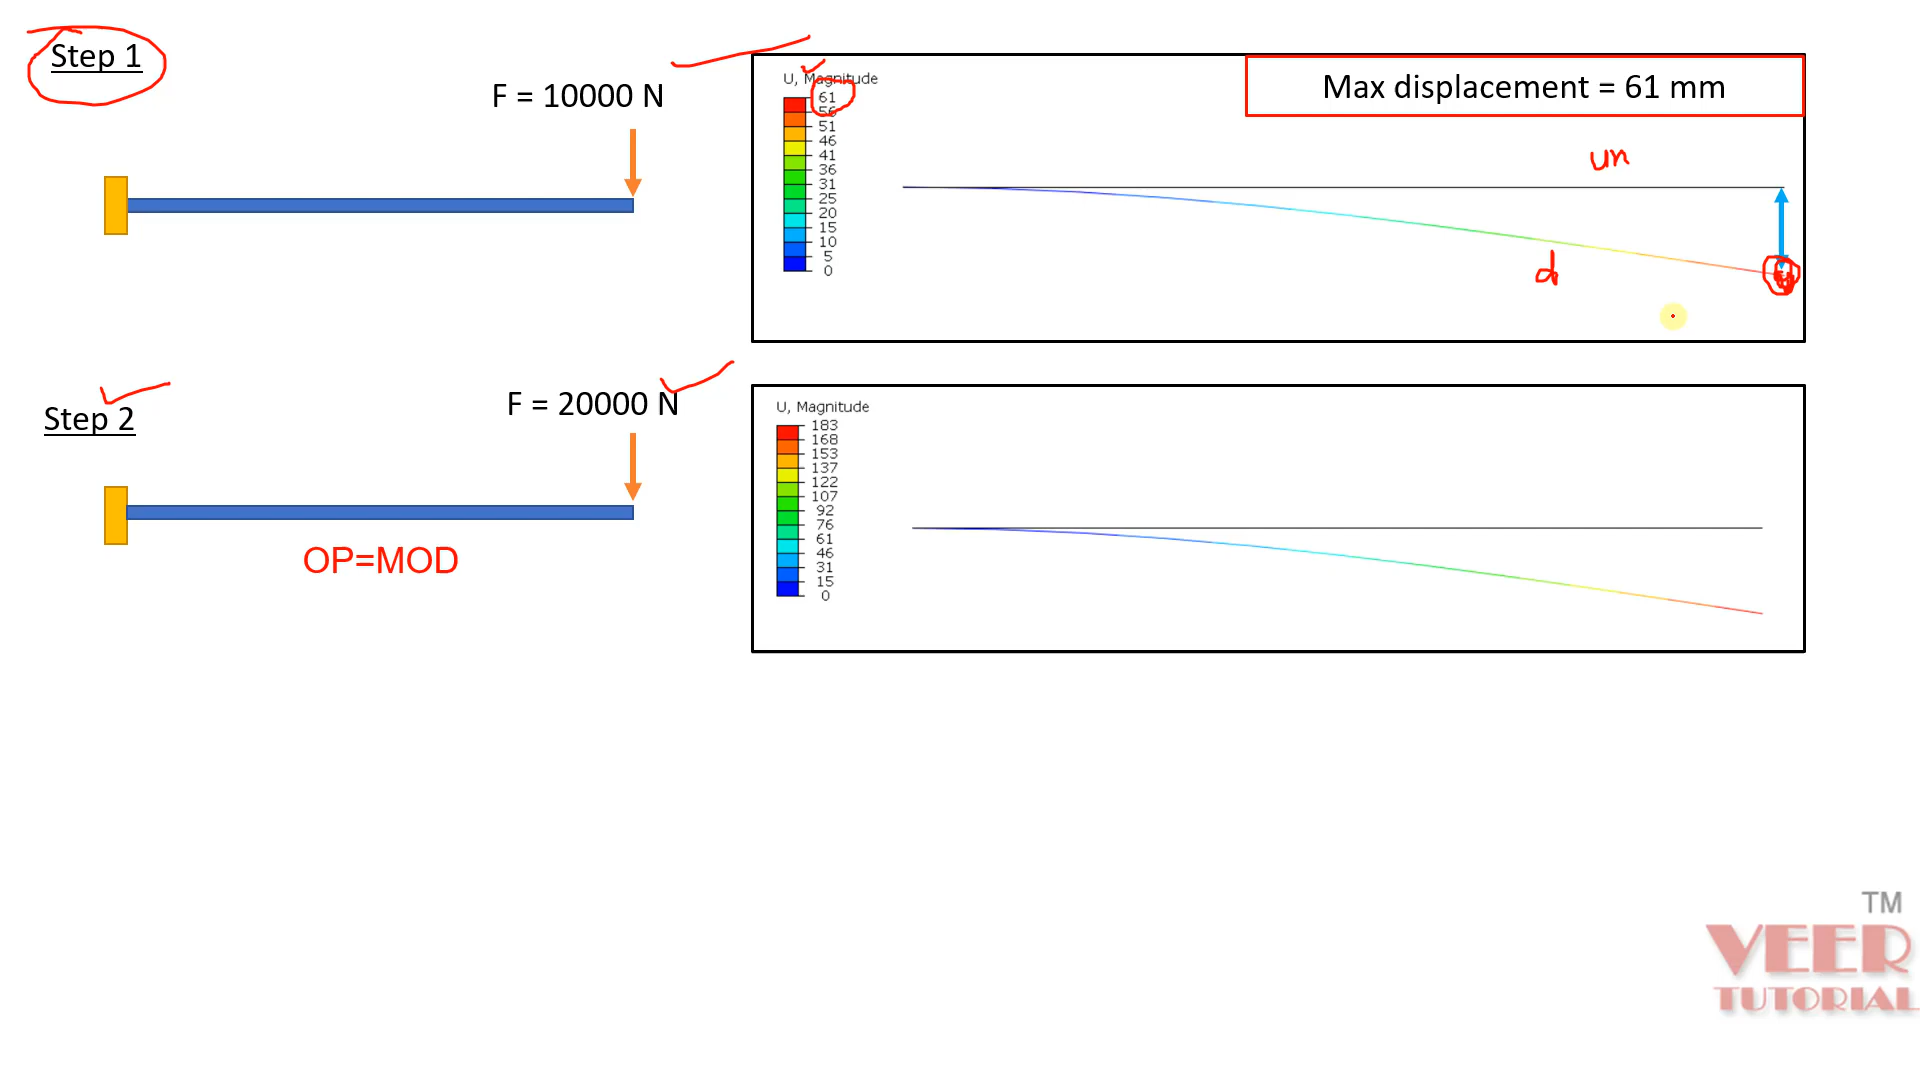 Step 1
F = 10000 N
U, Magnitude
61
56
51
46
41
36
31
25
20
15
10
5
0
Max displacement = 61 mm
un
d
Step 2
F = 20000 N
OP=MOD
U, Magnitude
183
168
153
137
122
107
92
76
61
46
31
15
0
TM
VEER
TUTORIAL